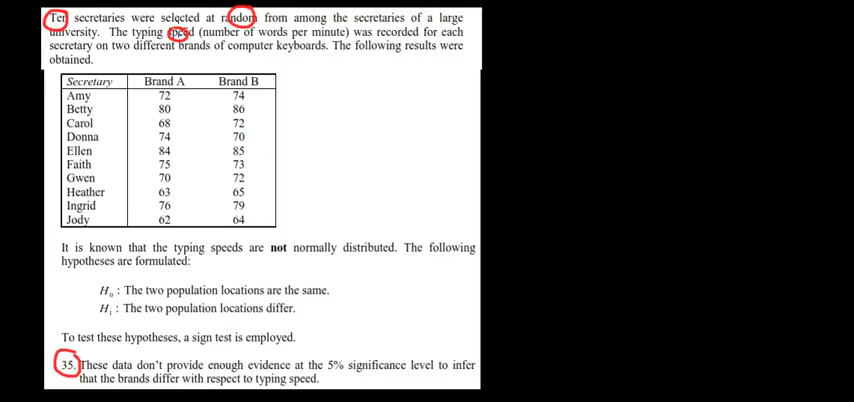 Ten secretaries were selected at random from among the secretaries of a large
university. The typing speed (number of words per minute) was recorded for each
secretary on two different brands of computer keyboards. The following results were
obtained.
Secretary Brand A Brand B
Amy 72 74
Betty 80 86
Carol 68 72
Donna 74 70
Ellen 84 85
Faith 75 73
Gwen 70 72
Heather 63 65
Ingrid 76 79
Jody 62 64
It is known that the typing speeds are not normally distributed. The following
hypotheses are formulated:
H₀ : The two population locations are the same.
H₁ : The two population locations differ.
To test these hypotheses, a sign test is employed.
35. These data don't provide enough evidence at the 5% significance level to infer
that the brands differ with respect to typing speed.